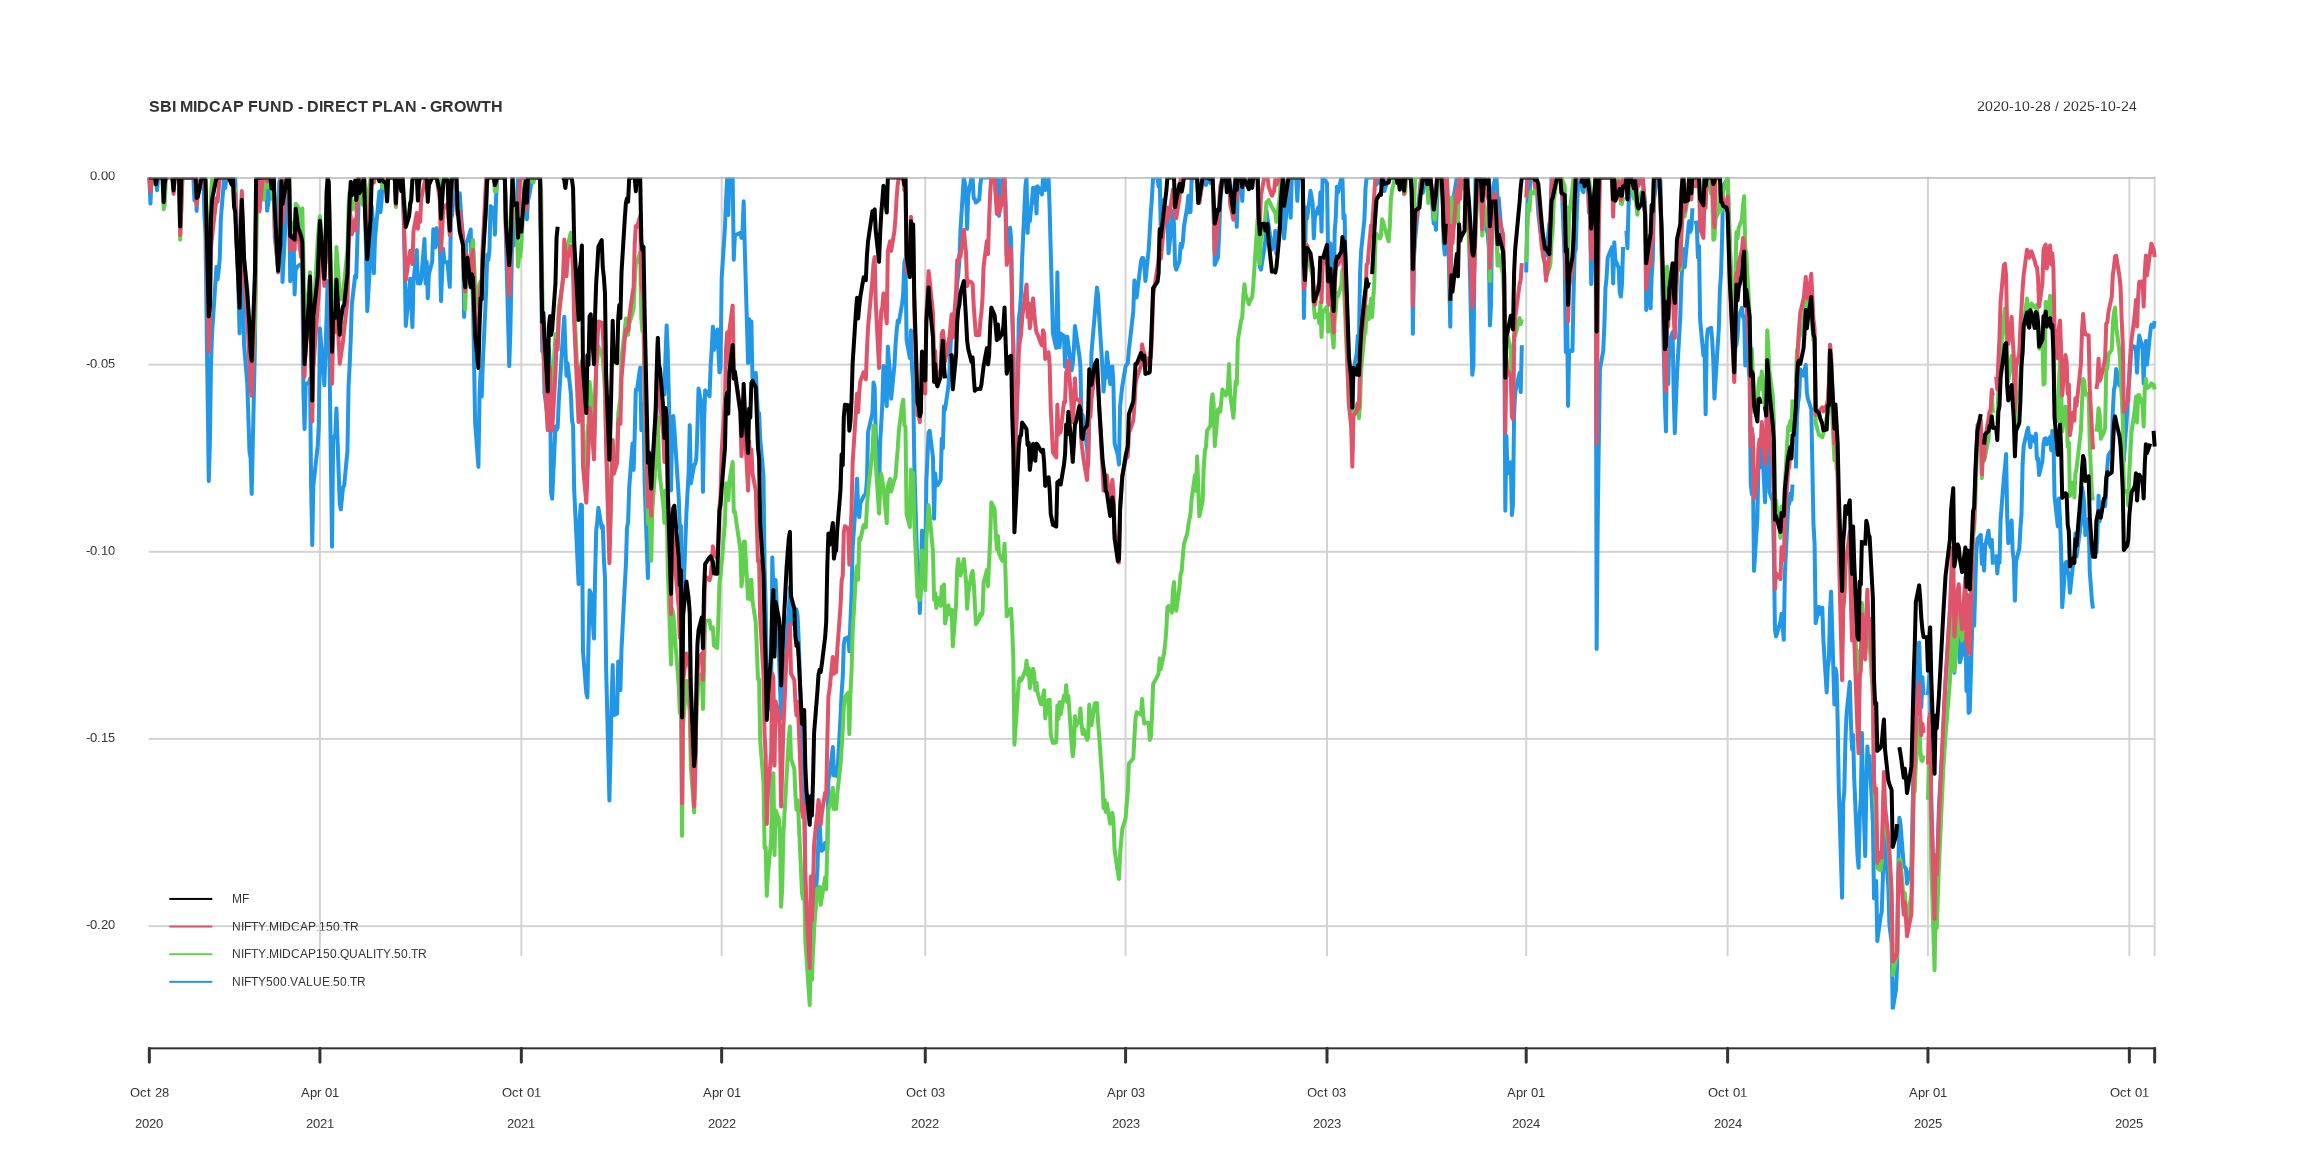 SBI MIDCAP FUND - DIRECT PLAN - GROWTH
2020-10-28 / 2025-10-24
0.00
-0.05
-0.10
-0.15
-0.20
MF
NIFTY.MIDCAP.150.TR
NIFTY.MIDCAP150.QUALITY.50.TR
NIFTY500.VALUE.50.TR
Oct 28 Apr 01 Oct 01 Apr 01 Oct 03 Apr 03 Oct 03 Apr 01 Oct 01 Apr 01 Oct 01
2020 2021 2021 2022 2022 2023 2023 2024 2024 2025 2025